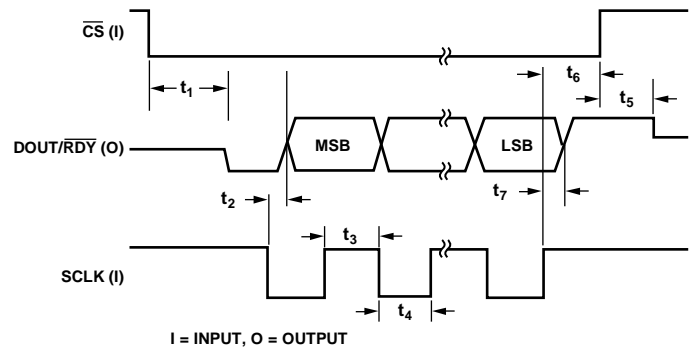 CS (I)
t1
t6
t5
DOUT/RDY (O)
MSB
LSB
t2
t7
t3
SCLK (I)
t4
I = INPUT, O = OUTPUT